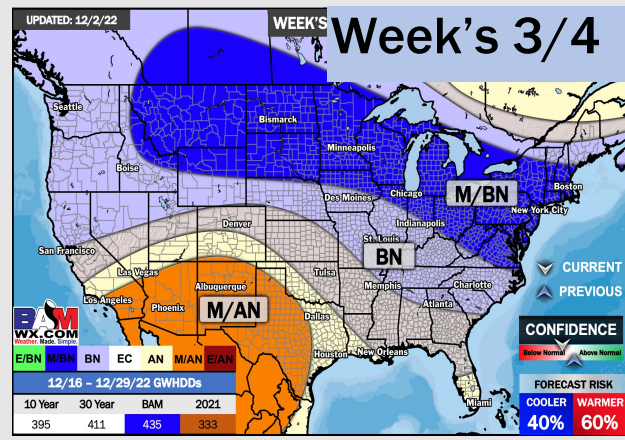 UPDATED: 12/2/22
WEEK'S
Week's 3/4
Seattle
Bismarck
Minneapolis
Boise
Des Moines
Chicago
M/BN
Boston
New York City
Denver
Indianapolis
St. Louis
San Francisco
BN
CURRENT
Las Vegas
Tulsa
Memphis
Charlotte
PREVIOUS
Albuquerque
Los Angeles
Phoenix
M/AN
Atlanta
Dallas
BAM
WX.COM
Weather. Made. Simple.
CONFIDENCE
Below Normal
Above Normal
Houston
New Orleans
E/BN M/BN BN EC AN M/AN E/AN
12/16 – 12/29/22 GWHDDs
FORECAST RISK
10 Year 30 Year BAM 2021
395 411 435 333
Miami
COOLER WARMER
40% 60%